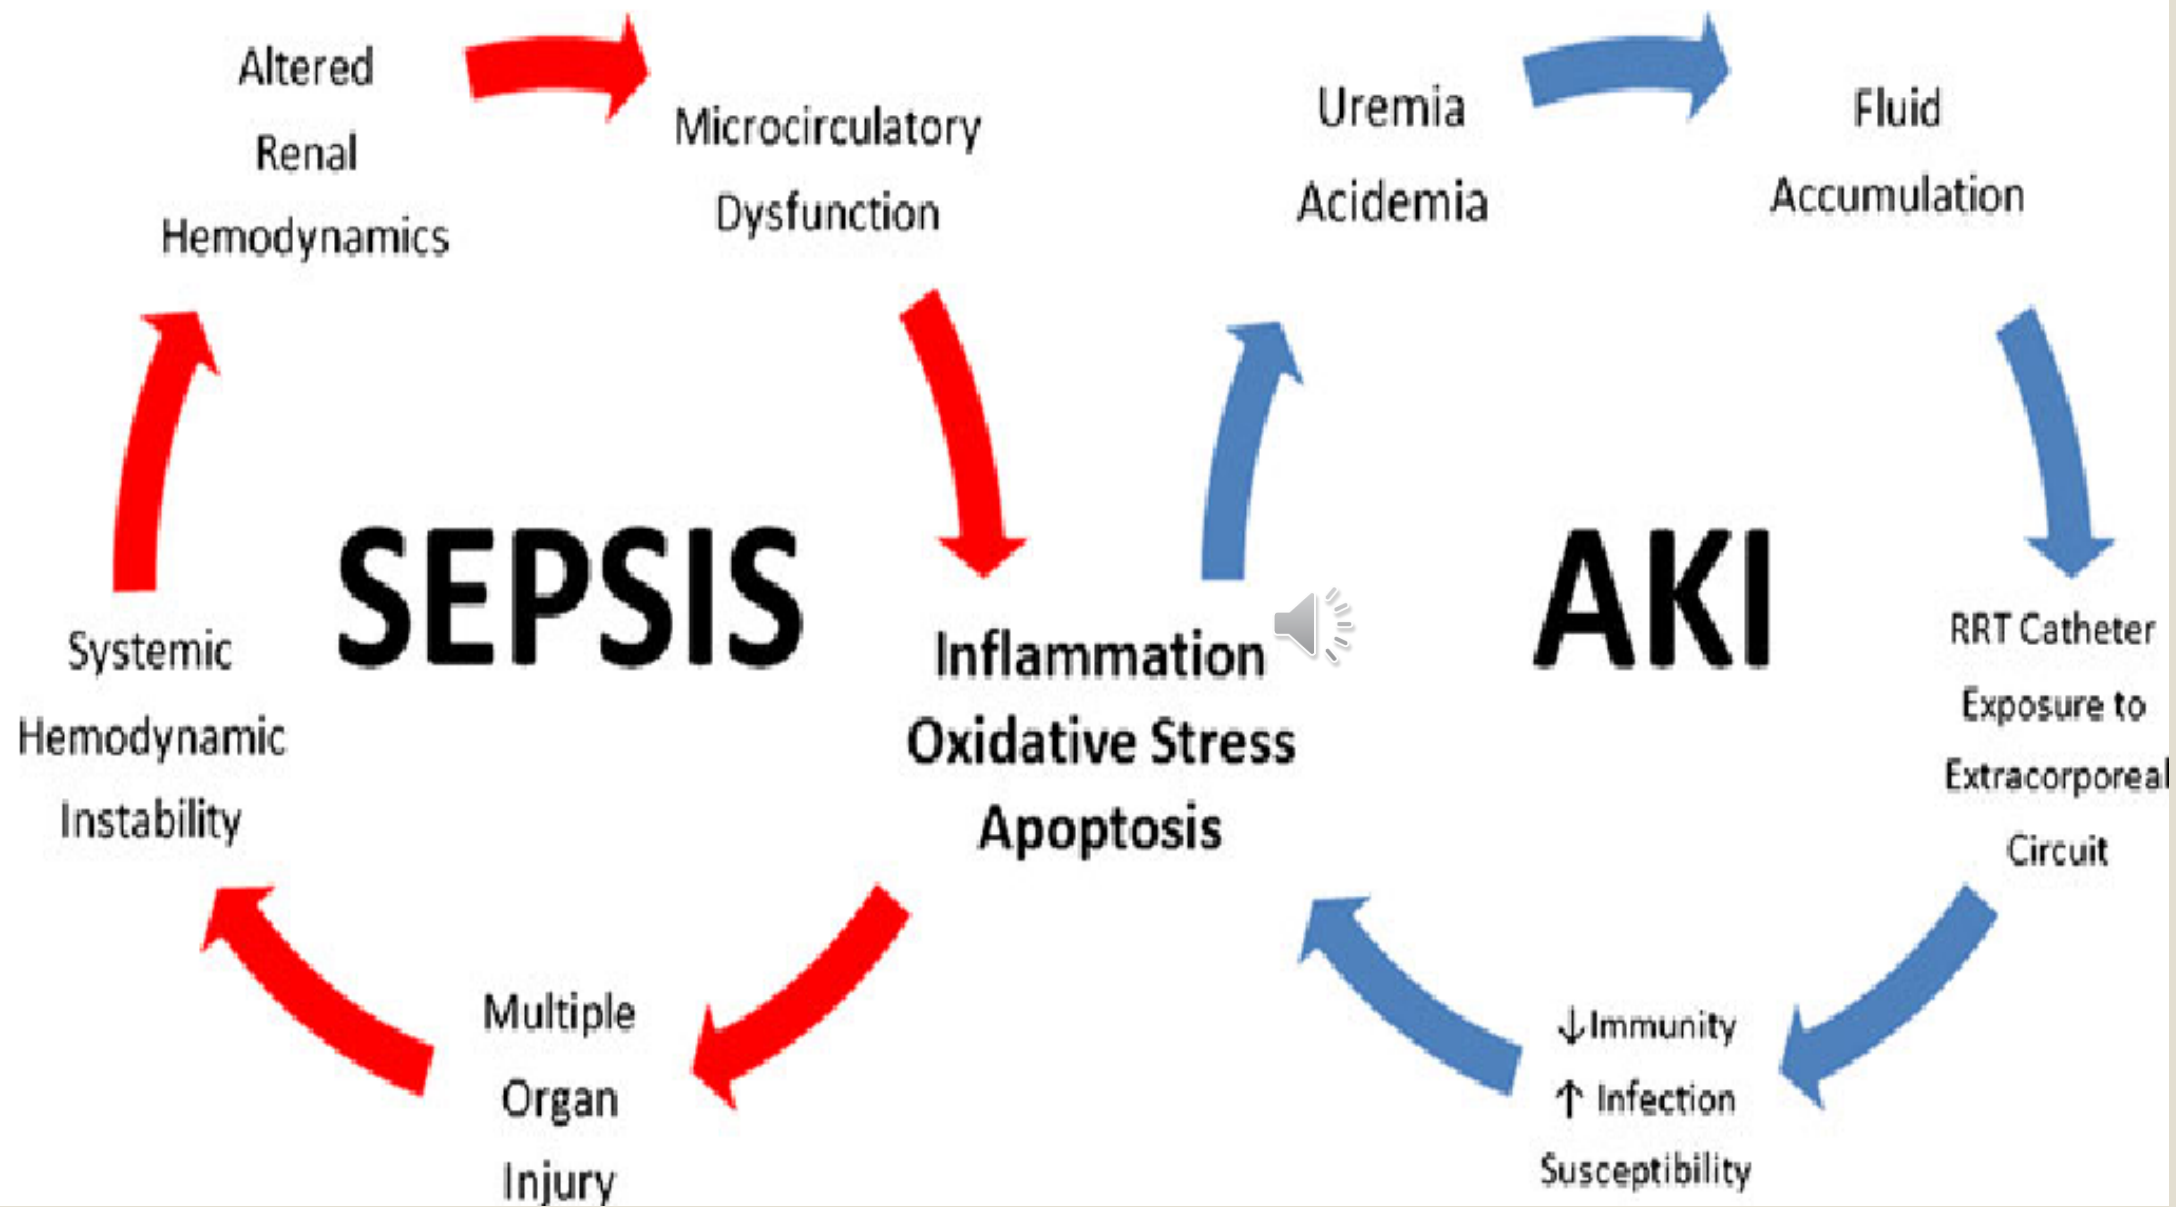 Altered
Renal
Hemodynamics
Microcirculatory
Dysfunction
Uremia
Acidemia
Fluid
Accumulation
SEPSIS
AKI
Systemic
Hemodynamic
Instability
Inflammation
Oxidative Stress
Apoptosis
RRT Catheter
Exposure to
Extracorporeal
Circuit
Multiple
Organ
Injury
↓Immunity
↑ Infection
Susceptibility